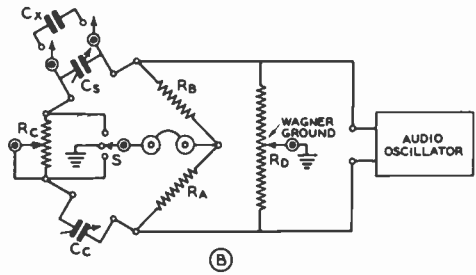 Cx
Cs
RB
RC
S
WAGNER
GROUND
RD
AUDIO
OSCILLATOR
RA
CC
B